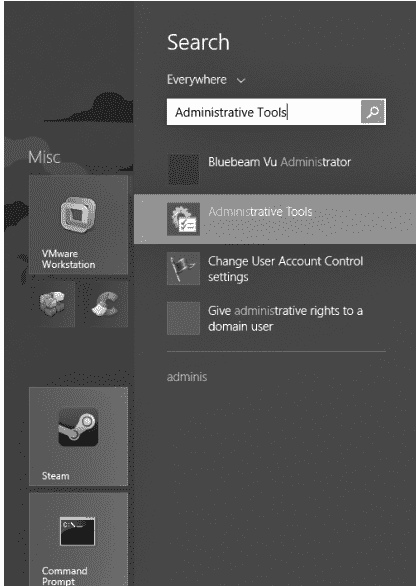 Search
Everywhere
Administrative Tools
Bluebeam Vu Administrator
Administrative Tools
Change User Account Control
settings
Give administrative rights to a
domain user
adminis
Misc
VMware
Workstation
Steam
C:\_
Command
Prompt